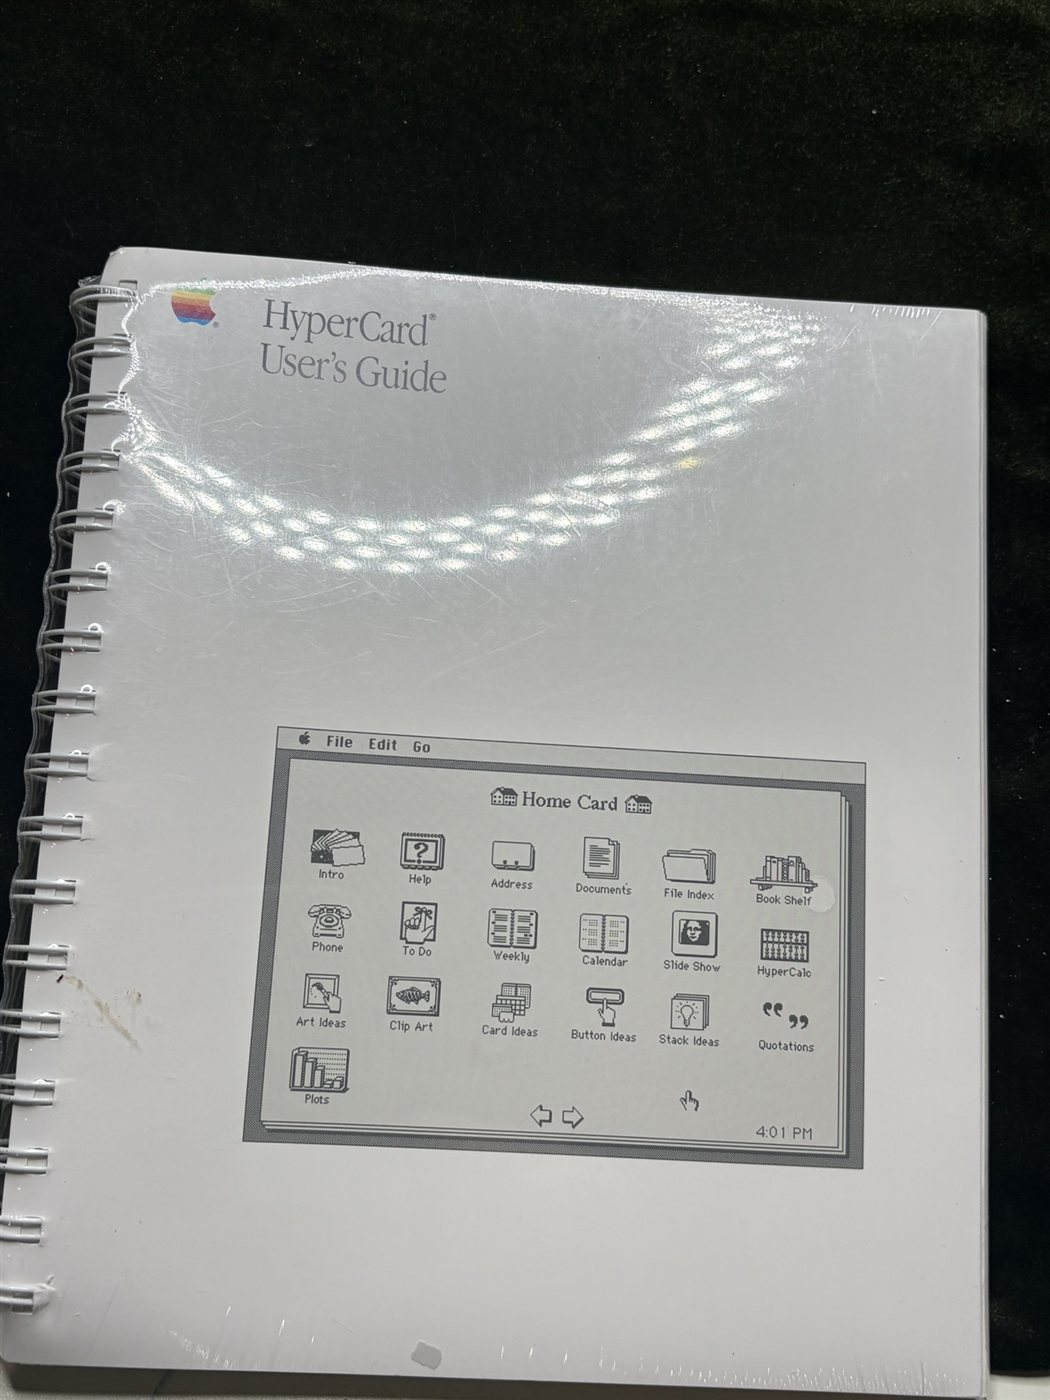 HyperCard®
User's Guide
File Edit Go
Home Card
Intro Help Address Documents File Index Book Shelf
Phone To Do Weekly Calendar Slide Show HyperCalc
Art Ideas Clip Art Card Ideas Button Ideas Stack Ideas Quotations
Plots
4:01 PM